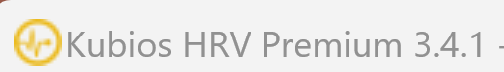 Kubios HRV Premium 3.4.1 -